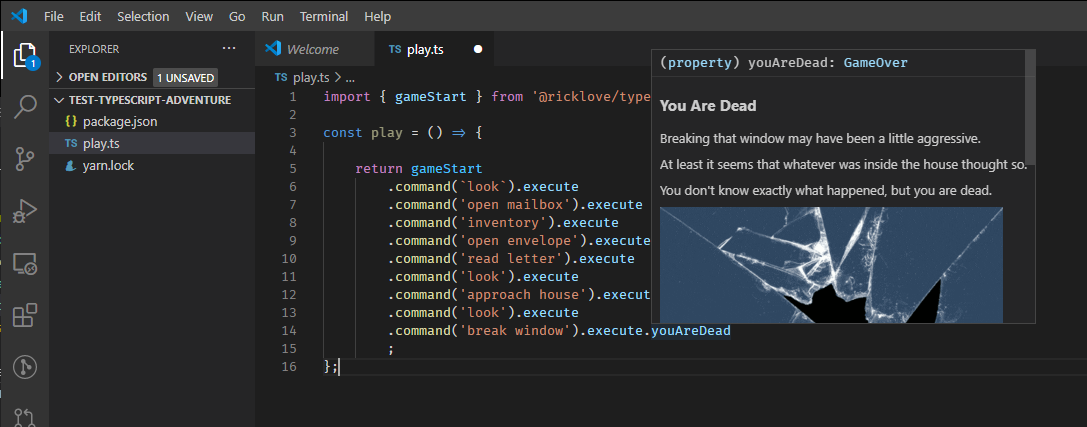 File Edit Selection View Go Run Terminal Help
EXPLORER ...
Welcome
TS play.ts
1
OPEN EDITORS 1 UNSAVED
TEST-TYPESCRIPT-ADVENTURE
{} package.json
TS play.ts
yarn.lock
TS play.ts > ...
1 import { gameStart } from '@ricklove/type
2
3 const play = () => {
4
5 return gameStart
6 .command(`look`).execute
7 .command('open mailbox').execute
8 .command('inventory').execute
9 .command('open envelope').execute
10 .command('read letter').execute
11 .command('look').execute
12 .command('approach house').execut
13 .command('look').execute
14 .command('break window').execute.youAreDead
15 ;
16 };
(property) youAreDead: GameOver
You Are Dead
Breaking that window may have been a little aggressive.
At least it seems that whatever was inside the house thought so.
You don't know exactly what happened, but you are dead.